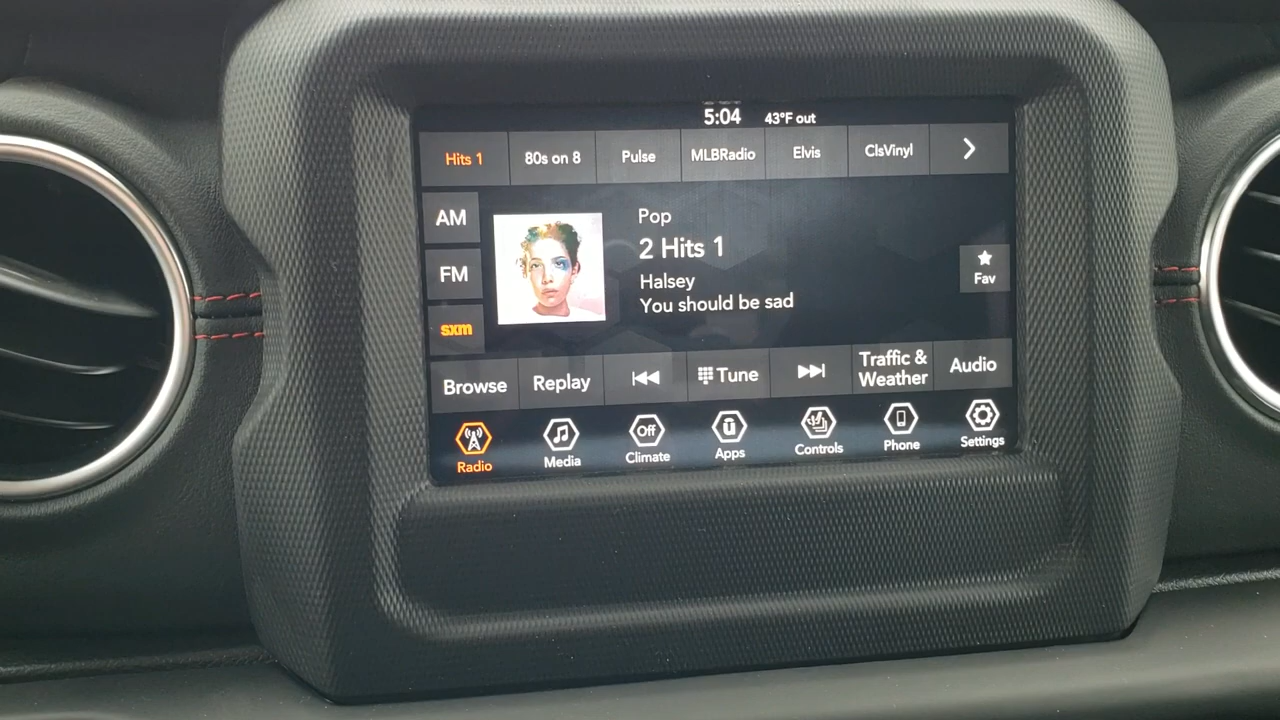 5:04 43°F out
Hits 1 80s on 8 Pulse MLBRadio Elvis ClsVinyl
AM
FM
sxm
Pop
2 Hits 1
Halsey
You should be sad
Fav
Browse Replay Tune Traffic & Weather Audio
Off
ū
Radio Media Climate Apps Controls Phone Settings